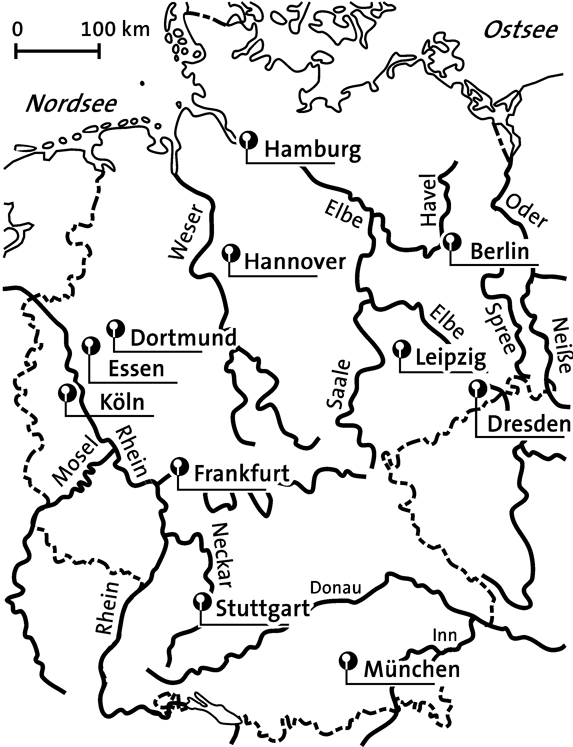 0 100 km
Ostsee
Nordsee
Hamburg
Havel
Elbe
Oder
Weser
Berlin
Hannover
Elbe
Spree
Neiße
Dortmund
Leipzig
Essen
Saale
Köln
Dresden
Mosel
Rhein
Frankfurt
Neckar
Rhein
Donau
Stuttgart
Inn
München